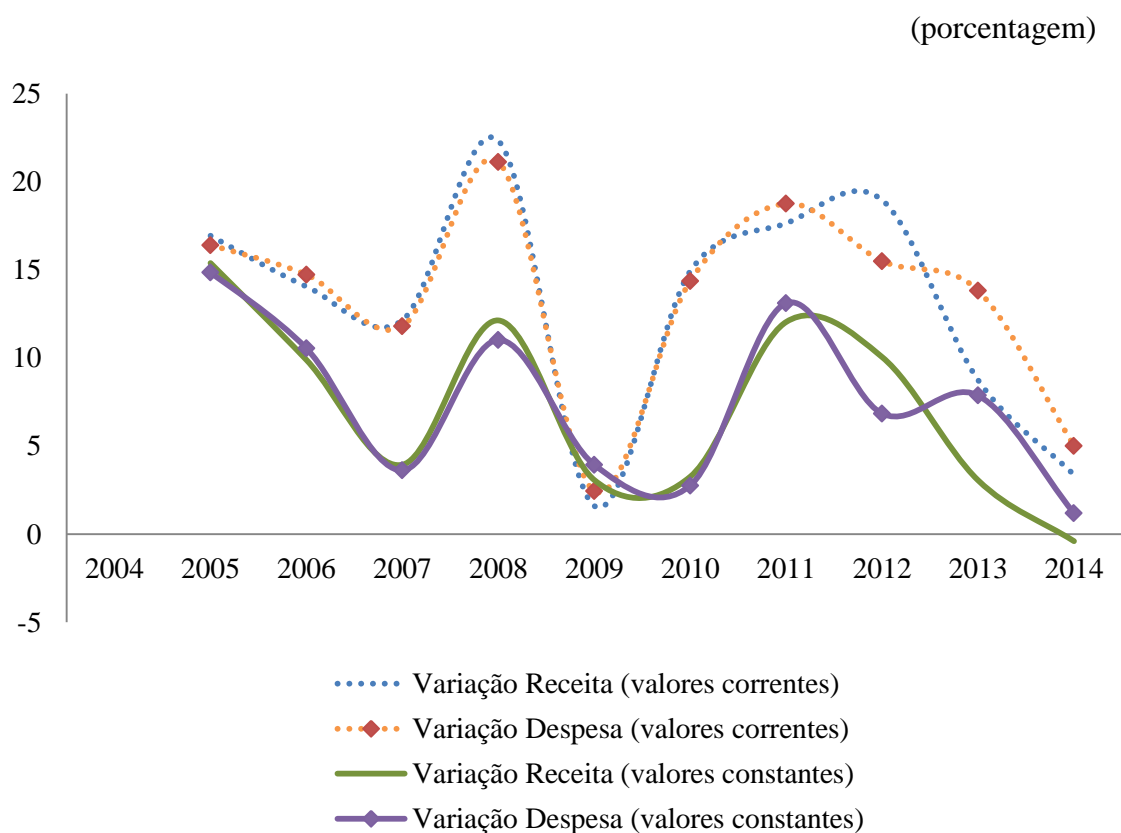 (porcentagem)
25
20
15
10
5
0
2004 2005 2006 2007 2008 2009 2010 2011 2012 2013 2014
-5
Variação Receita (valores correntes)
Variação Despesa (valores correntes)
Variação Receita (valores constantes)
Variação Despesa (valores constantes)